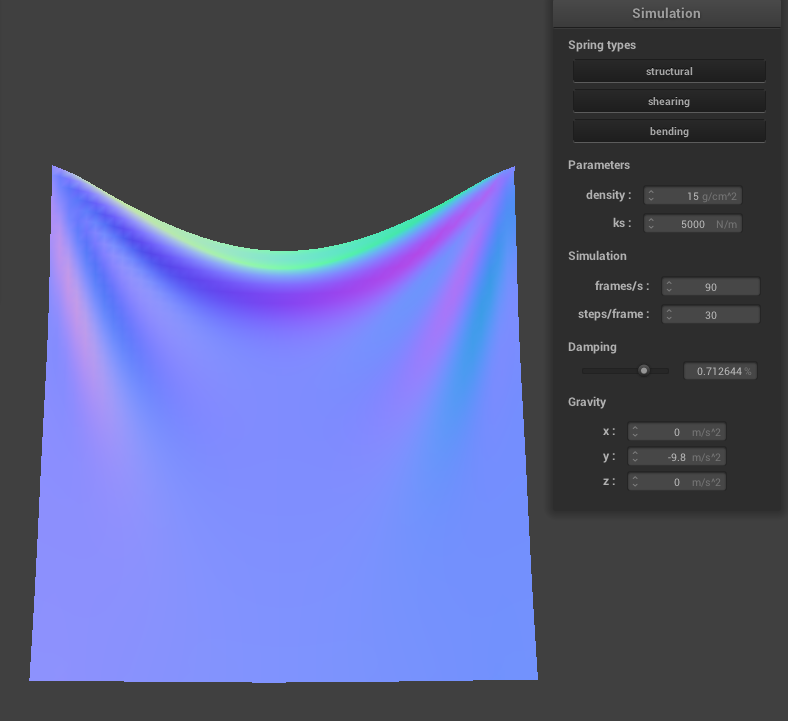 Simulation
Spring types
structural
shearing
bending
Parameters
density : 15 g/cm^2
ks : 5000 N/m
Simulation
frames/s : 90
steps/frame : 30
Damping
0.712644 %
Gravity
x : 0 m/s^2
y : -9.8 m/s^2
z : 0 m/s^2